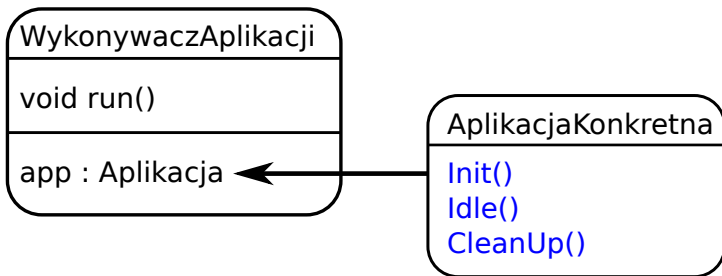 WykonywaczAplikacji
void run()
app : Aplikacja
AplikacjaKonkretna
Init()
Idle()
CleanUp()